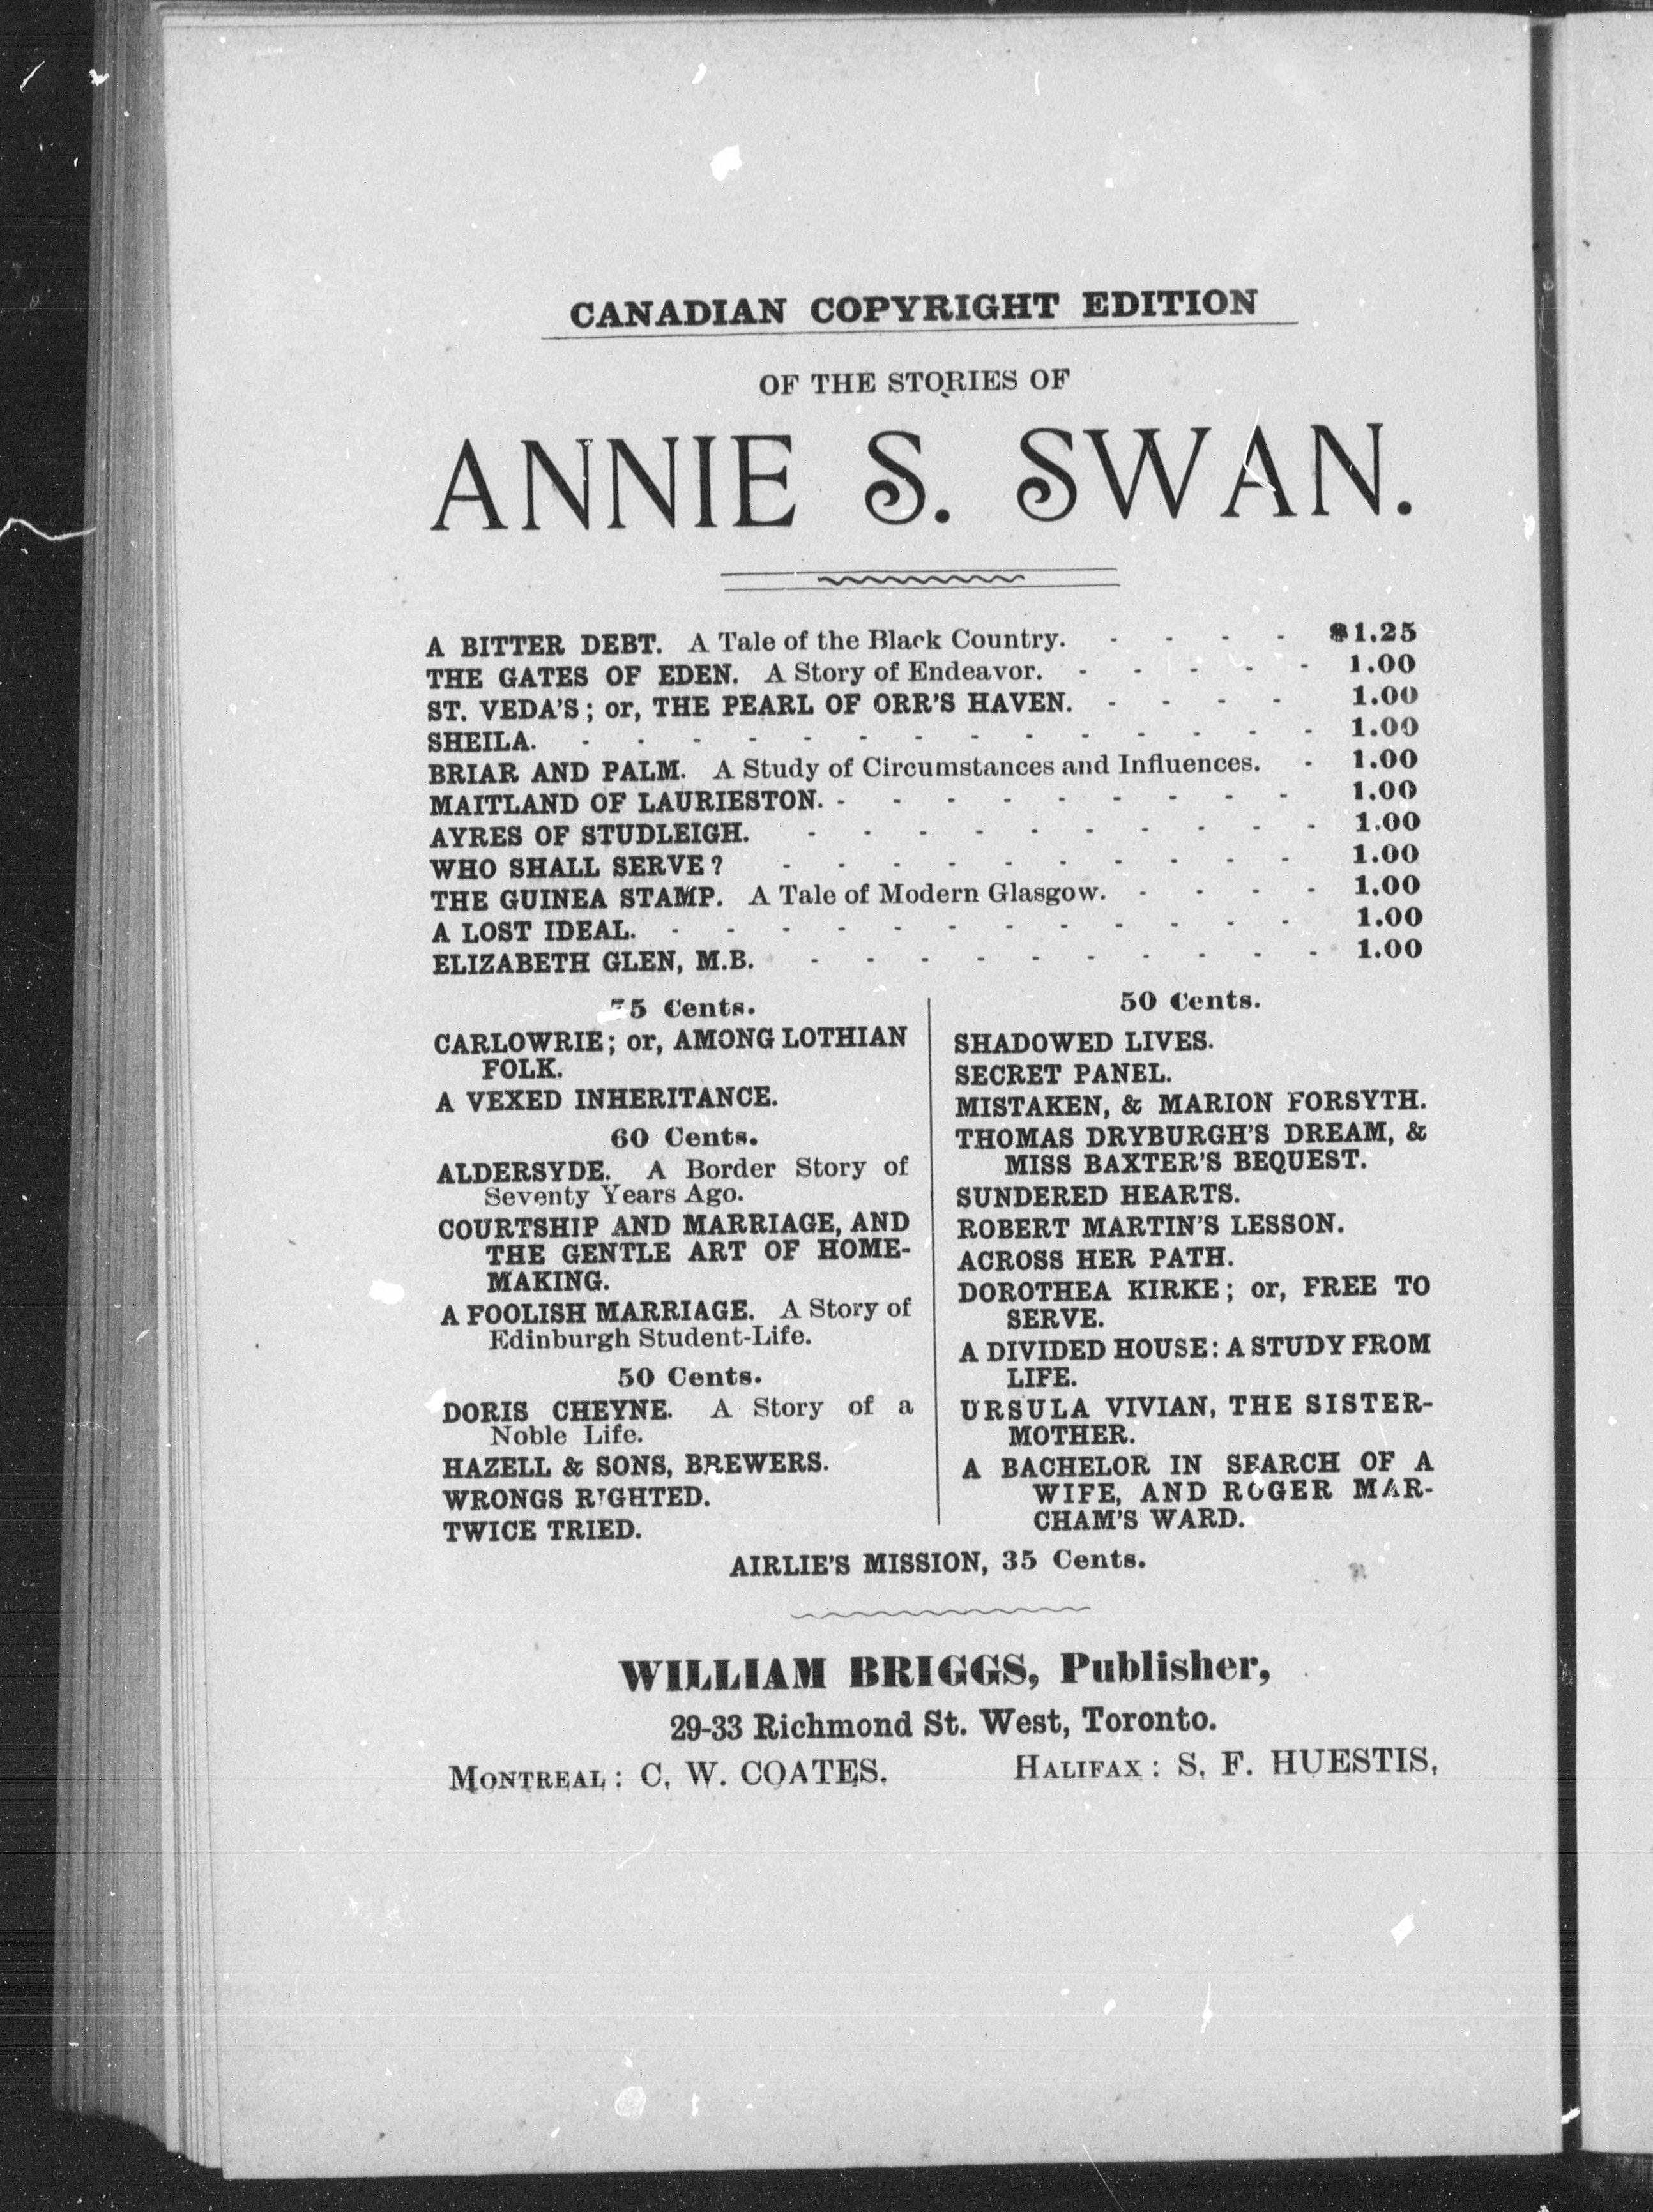 CANADIAN COPYRIGHT EDITION
OF THE STORIES OF
ANNIE S. SWAN.
A BITTER DEBT. A Tale of the Black Country. - - - - $1.25
THE GATES OF EDEN. A Story of Endeavor. - - - - - 1.00
ST. VEDA'S; or, THE PEARL OF ORR'S HAVEN. - - - - 1.00
SHEILA. - - - - - - - - - - - - - - 1.00
BRIAR AND PALM. A Study of Circumstances and Influences. - 1.00
MAITLAND OF LAURIESTON. - - - - - - - - - 1.00
AYRES OF STUDLEIGH. - - - - - - - - - - 1.00
WHO SHALL SERVE? - - - - - - - - - - 1.00
THE GUINEA STAMP. A Tale of Modern Glasgow. - - - - 1.00
A LOST IDEAL. - - - - - - - - - - - - 1.00
ELIZABETH GLEN, M.B. - - - - - - - - - - 1.00
75 Cents.
CARLOWRIE; or, AMONG LOTHIAN
FOLK.
A VEXED INHERITANCE.
60 Cents.
ALDERSYDE. A Border Story of
Seventy Years Ago.
COURTSHIP AND MARRIAGE, AND
THE GENTLE ART OF HOME-
MAKING.
A FOOLISH MARRIAGE. A Story of
Edinburgh Student-Life.
50 Cents.
DORIS CHEYNE. A Story of a
Noble Life.
HAZELL & SONS, BREWERS.
WRONGS RIGHTED.
TWICE TRIED.
50 Cents.
SHADOWED LIVES.
SECRET PANEL.
MISTAKEN, & MARION FORSYTH.
THOMAS DRYBURGH'S DREAM, &
MISS BAXTER'S BEQUEST.
SUNDERED HEARTS.
ROBERT MARTIN'S LESSON.
ACROSS HER PATH.
DOROTHEA KIRKE; or, FREE TO
SERVE.
A DIVIDED HOUSE: A STUDY FROM
LIFE.
URSULA VIVIAN, THE SISTER-
MOTHER.
A BACHELOR IN SEARCH OF A
WIFE, AND ROGER MAR-
CHAM'S WARD.
AIRLIE'S MISSION, 35 Cents.
WILLIAM BRIGGS, Publisher,
29-33 Richmond St. West, Toronto.
MONTREAL: C. W. COATES. HALIFAX: S. F. HUESTIS.